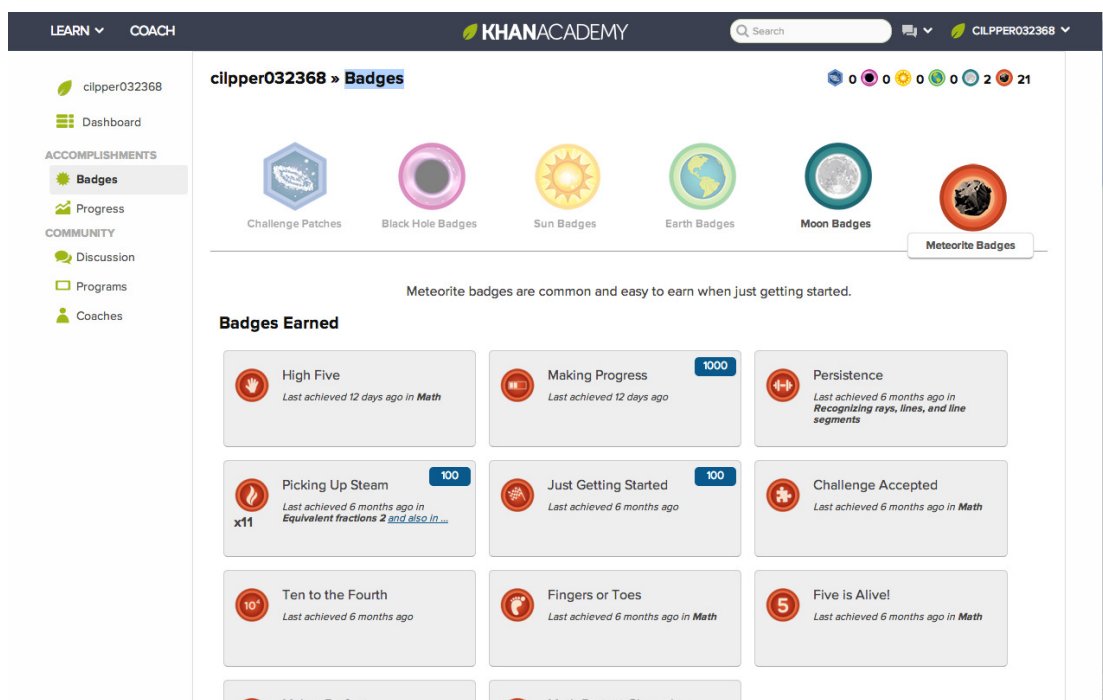 LEARN COACH KHANACADEMY Search CILPPER032368
cilpper032368
Dashboard
ACCOMPLISHMENTS
Badges
Progress
COMMUNITY
Discussion
Programs
Coaches
cilpper032368 » Badges
0 0 0 0 2 21
Challenge Patches
Black Hole Badges
Sun Badges
Earth Badges
Moon Badges
Meteorite Badges
Meteorite badges are common and easy to earn when just getting started.
Badges Earned
High Five
Last achieved 12 days ago in Math
1000
Making Progress
Last achieved 12 days ago
Persistence
Last achieved 6 months ago in
Recognizing rays, lines, and line
segments
100
Picking Up Steam
Last achieved 6 months ago in
Equivalent fractions 2 and also in ...
x11
100
Just Getting Started
Last achieved 6 months ago
Challenge Accepted
Last achieved 6 months ago in Math
10⁴
Ten to the Fourth
Last achieved 6 months ago
Fingers or Toes
Last achieved 6 months ago in Math
5
Five is Alive!
Last achieved 6 months ago in Math